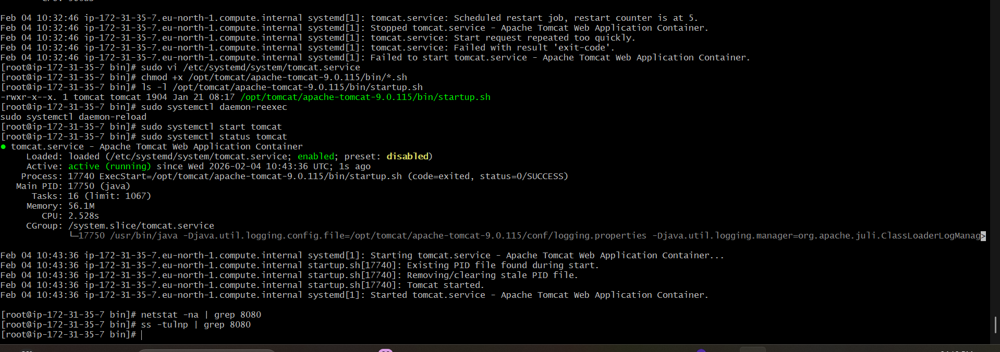 Feb 04 10:32:46 ip-172-31-35-7.eu-north-1.compute.internal systemd[1]: tomcat.service: Scheduled restart job, restart counter is at 5.
Feb 04 10:32:46 ip-172-31-35-7.eu-north-1.compute.internal systemd[1]: Stopped tomcat.service - Apache Tomcat Web Application Container.
Feb 04 10:32:46 ip-172-31-35-7.eu-north-1.compute.internal systemd[1]: tomcat.service: Start request repeated too quickly.
Feb 04 10:32:46 ip-172-31-35-7.eu-north-1.compute.internal systemd[1]: tomcat.service: Failed with result 'exit-code'.
Feb 04 10:32:46 ip-172-31-35-7.eu-north-1.compute.internal systemd[1]: Failed to start tomcat.service - Apache Tomcat Web Application Container.
[root@ip-172-31-35-7 bin]# sudo vi /etc/systemd/system/tomcat.service
[root@ip-172-31-35-7 bin]# chmod +x /opt/tomcat/apache-tomcat-9.0.115/bin/*.sh
[root@ip-172-31-35-7 bin]# ls -l /opt/tomcat/apache-tomcat-9.0.115/bin/startup.sh
-rwxr-x--x. 1 tomcat tomcat 1904 Jan 21 08:17 /opt/tomcat/apache-tomcat-9.0.115/bin/startup.sh
[root@ip-172-31-35-7 bin]# sudo systemctl daemon-reexec
sudo systemctl daemon-reload
[root@ip-172-31-35-7 bin]# sudo systemctl start tomcat
[root@ip-172-31-35-7 bin]# sudo systemctl status tomcat
● tomcat.service - Apache Tomcat Web Application Container
Loaded: loaded (/etc/systemd/system/tomcat.service; enabled; preset: disabled)
Active: active (running) since Wed 2026-02-04 10:43:36 UTC; 1s ago
Process: 17740 ExecStart=/opt/tomcat/apache-tomcat-9.0.115/bin/startup.sh (code=exited, status=0/SUCCESS)
Main PID: 17750 (java)
Tasks: 16 (limit: 1067)
Memory: 56.1M
CPU: 2.528s
CGroup: /system.slice/tomcat.service
└─17750 /usr/bin/java -Djava.util.logging.config.file=/opt/tomcat/apache-tomcat-9.0.115/conf/logging.properties -Djava.util.logging.manager=org.apache.juli.ClassLoaderLogManag>
Feb 04 10:43:36 ip-172-31-35-7.eu-north-1.compute.internal systemd[1]: Starting tomcat.service - Apache Tomcat Web Application Container...
Feb 04 10:43:36 ip-172-31-35-7.eu-north-1.compute.internal startup.sh[17740]: Existing PID file found during start.
Feb 04 10:43:36 ip-172-31-35-7.eu-north-1.compute.internal startup.sh[17740]: Removing/clearing stale PID file.
Feb 04 10:43:36 ip-172-31-35-7.eu-north-1.compute.internal startup.sh[17740]: Tomcat started.
Feb 04 10:43:36 ip-172-31-35-7.eu-north-1.compute.internal systemd[1]: Started tomcat.service - Apache Tomcat Web Application Container.
[root@ip-172-31-35-7 bin]# netstat -na | grep 8080
[root@ip-172-31-35-7 bin]# ss -tulnp | grep 8080
[root@ip-172-31-35-7 bin]#